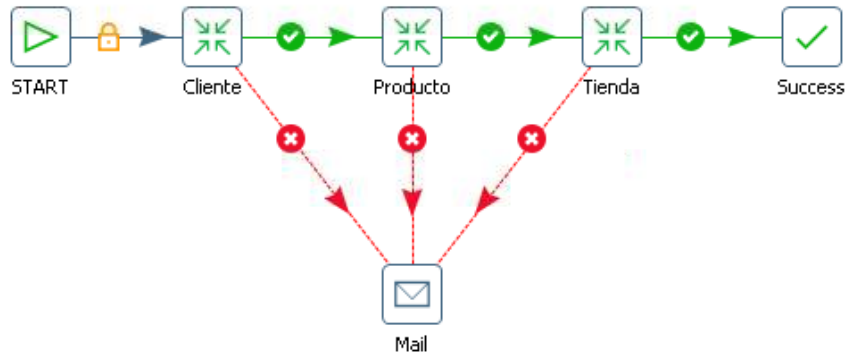 START
Cliente
Producto
Tienda
Success
Mail